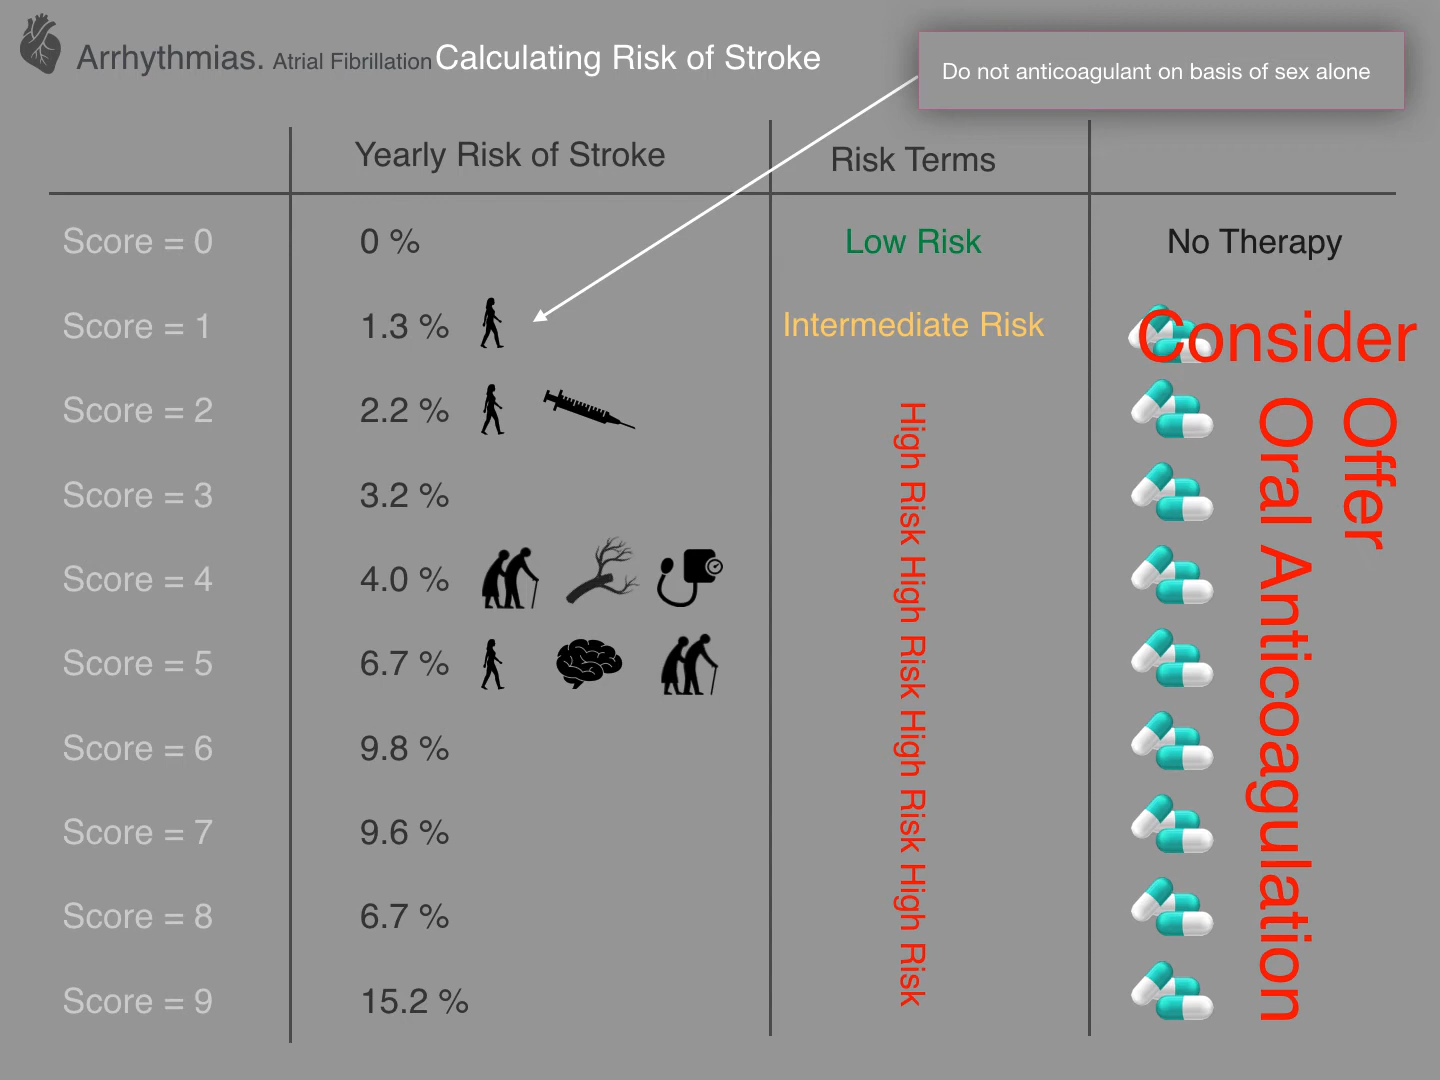 Arrhythmias. Atrial Fibrillation Calculating Risk of Stroke
Do not anticoagulant on basis of sex alone
Yearly Risk of Stroke
Risk Terms
Score = 0
0 %
Low Risk
No Therapy
Score = 1
1.3 %
Intermediate Risk
Consider
Score = 2
2.2 %
Score = 3
3.2 %
Score = 4
4.0 %
Score = 5
6.7 %
Score = 6
9.8 %
Score = 7
9.6 %
Score = 8
6.7 %
Score = 9
15.2 %
High Risk High Risk High Risk High Risk
Offer
Oral Anticoagulation